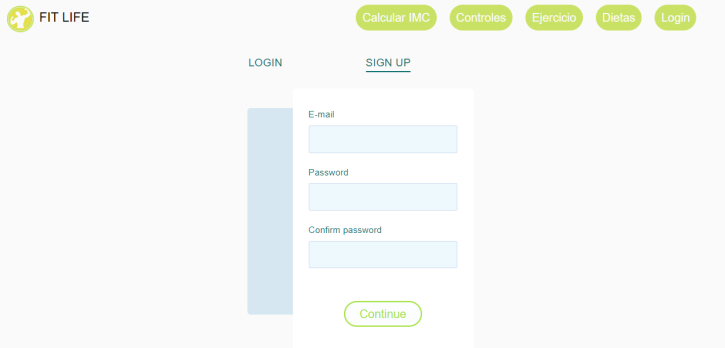 FIT LIFE
Calcular IMC Controles Ejercicio Dietas Login
LOGIN SIGN UP
E-mail
Password
Confirm password
Continue